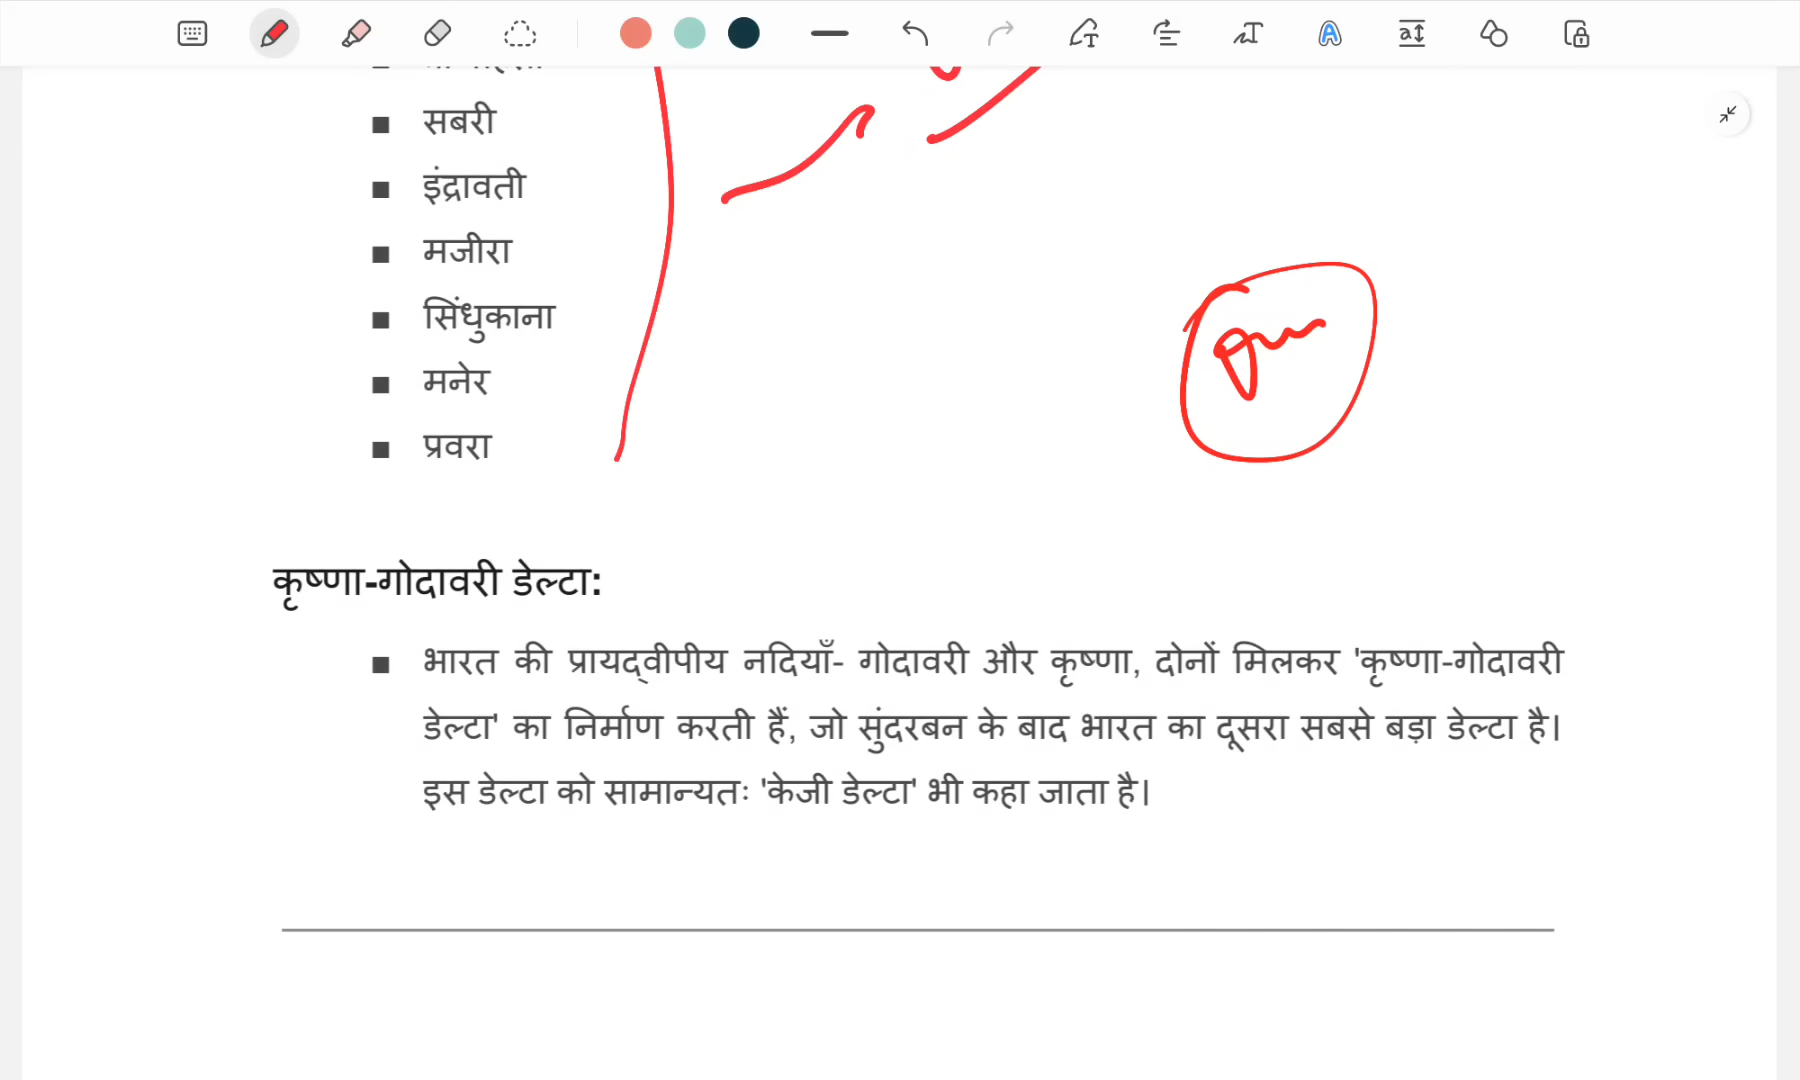 सबरी
इंद्रावती
मजीरा
सिंधुकाना
मनेर
प्रवरा
कृष्णा-गोदावरी डेल्टा:
भारत की प्रायद्वीपीय नदियाँ- गोदावरी और कृष्णा, दोनों मिलकर 'कृष्णा-गोदावरी
डेल्टा' का निर्माण करती हैं, जो सुंदरबन के बाद भारत का दूसरा सबसे बड़ा डेल्टा है।
इस डेल्टा को सामान्यतः 'केजी डेल्टा' भी कहा जाता है।